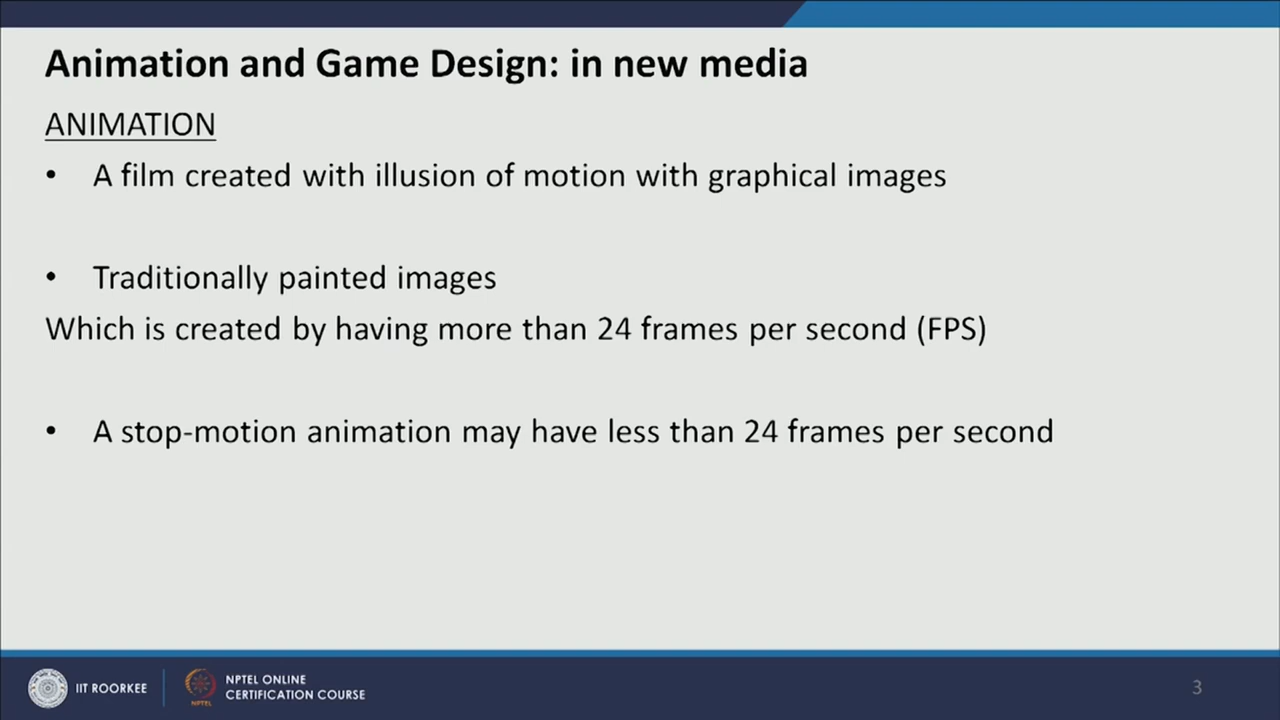 Animation and Game Design: in new media
ANIMATION
• A film created with illusion of motion with graphical images
• Traditionally painted images
Which is created by having more than 24 frames per second (FPS)
• A stop-motion animation may have less than 24 frames per second
IIT ROORKEE
NPTEL
NPTEL ONLINE
CERTIFICATION COURSE
3